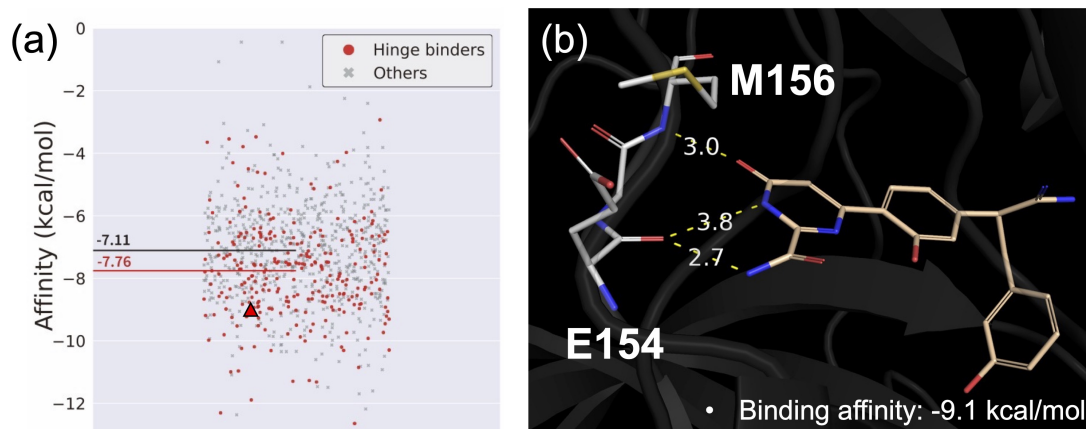 (a)
Affinity (kcal/mol)
0
−2
−4
−6
−8
−10
−12
Hinge binders
Others
-7.11
-7.76
(b)
M156
3.0
3.8
2.7
E154
• Binding affinity: -9.1 kcal/mol